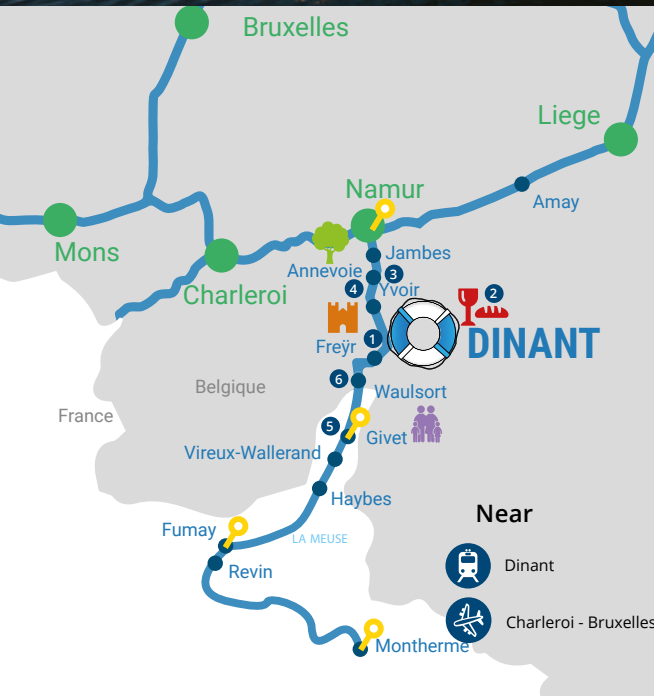 Bruxelles
Liege
Namur
Amay
Mons
Jambes
Annevoie
3
Charleroi
4
Yvoir
2
Freÿr
1
DINANT
6
Belgique
Waulsort
France
5
Givet
Vireux-Wallerand
Haybes
Near
Fumay
LA MEUSE
Dinant
Revin
Charleroi - Bruxelles
Montherme